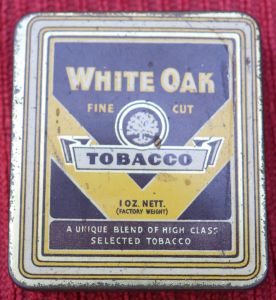 WHITE OAK
FINE CUT
TOBACCO
1 OZ. NETT.
(FACTORY WEIGHT)
A UNIQUE BLEND OF HIGH CLASS
SELECTED TOBACCO